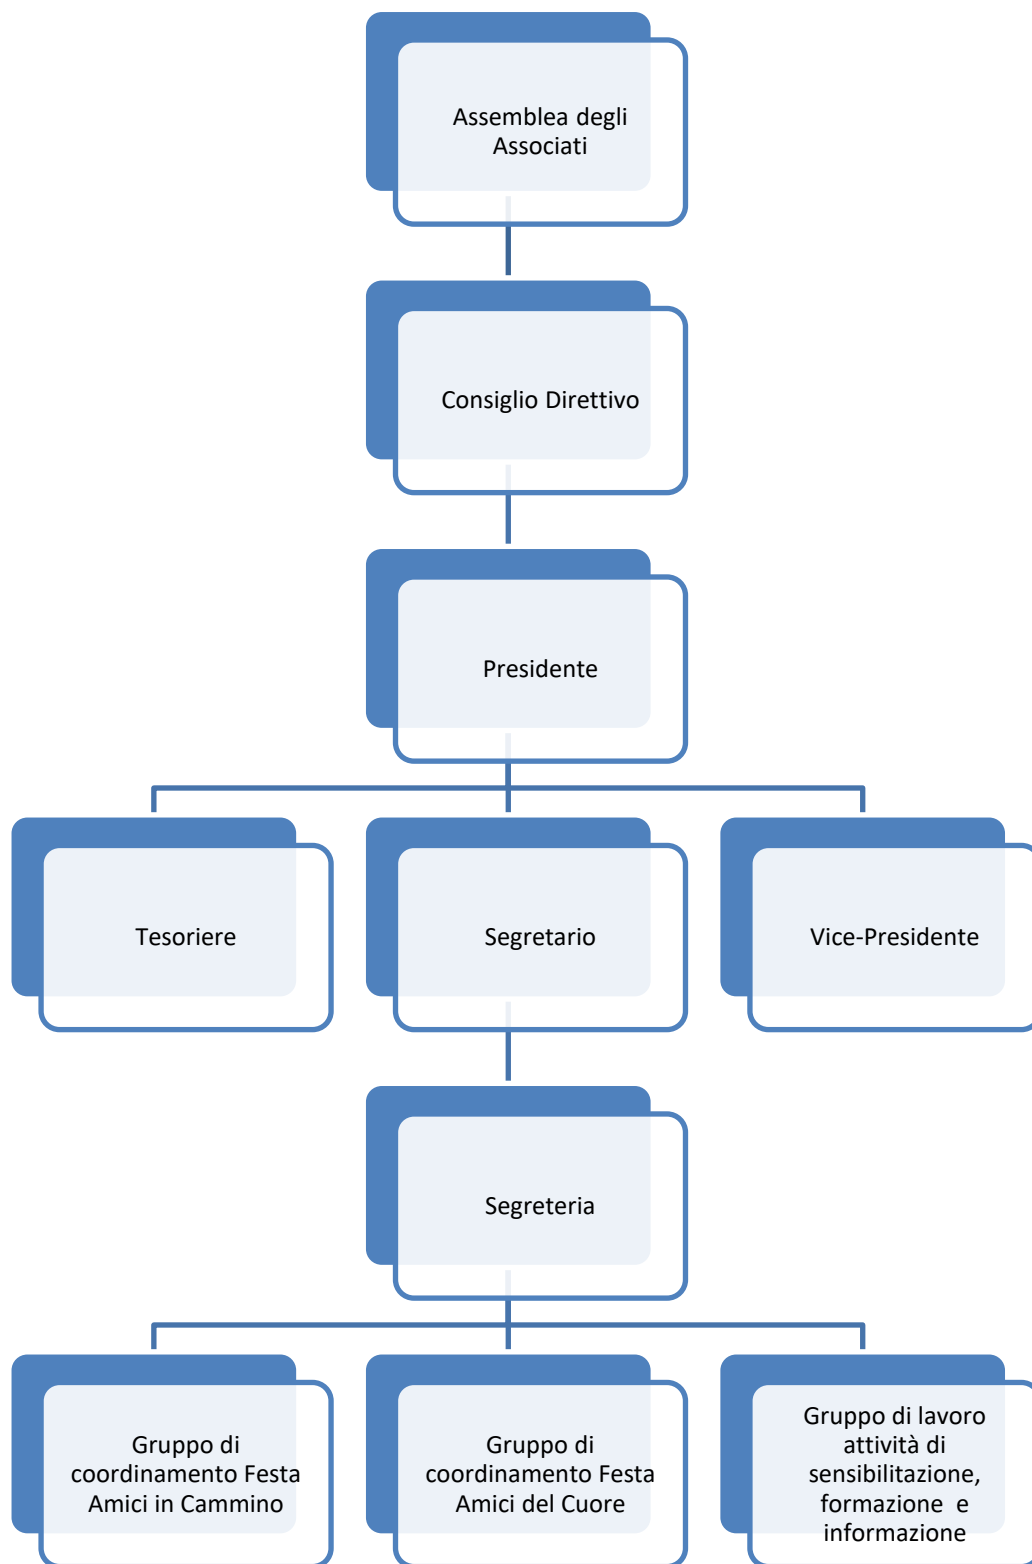 Assemblea degli
Associati
Consiglio Direttivo
Presidente
Tesoriere
Segretario
Vice-Presidente
Segreteria
Gruppo di
coordinamento Festa
Amici in Cammino
Gruppo di
coordinamento Festa
Amici del Cuore
Gruppo di lavoro
attività di
sensibilitazione,
formazione e
informazione